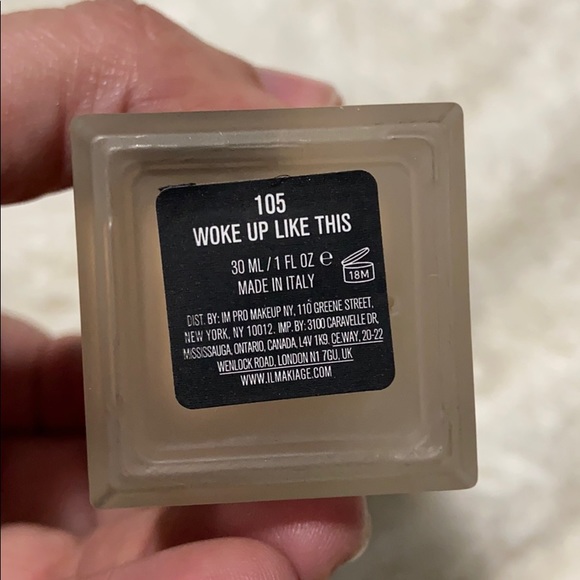 105
WOKE UP LIKE THIS
30 ML / 1 FL OZ ℮
18M
MADE IN ITALY
DIST. BY: IM PRO MAKEUP NY, 110 GREENE STREET,
NEW YORK, NY 10012. IMP. BY: 3100 CARAVELLE DR,
MISSISSAUGA, ONTARIO, CANADA, L4V 1K9. CEWAY, 20-22
WENLOCK ROAD, LONDON N1 7GU, UK
WWW.ILMAKIAGE.COM